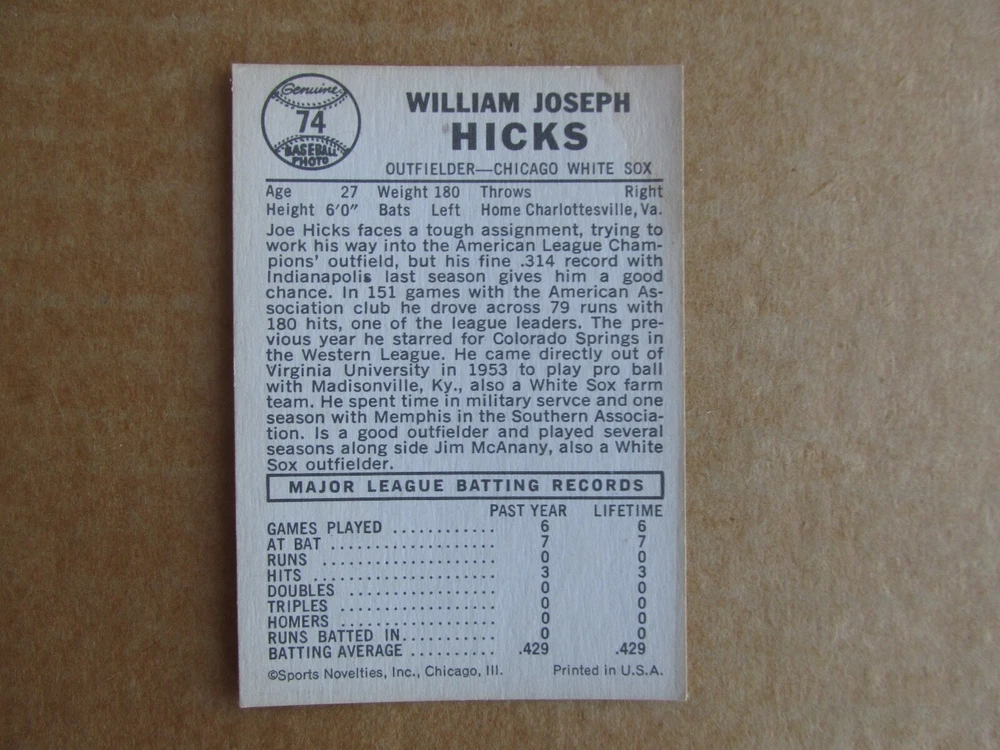 Genuine
74
BASEBALL
PHOTO
WILLIAM JOSEPH
HICKS
OUTFIELDER—CHICAGO WHITE SOX
Age 27 Weight 180 Throws Right
Height 6'0" Bats Left Home Charlottesville, Va.
Joe Hicks faces a tough assignment, trying to
work his way into the American League Cham-
pions' outfield, but his fine .314 record with
Indianapolis last season gives him a good
chance. In 151 games with the American As-
sociation club he drove across 79 runs with
180 hits, one of the league leaders. The pre-
vious year he starred for Colorado Springs in
the Western League. He came directly out of
Virginia University in 1953 to play pro ball
with Madisonville, Ky., also a White Sox farm
team. He spent time in military servce and one
season with Memphis in the Southern Associa-
tion. Is a good outfielder and played several
seasons along side Jim McAnany, also a White
Sox outfielder.
MAJOR LEAGUE BATTING RECORDS
PAST YEAR LIFETIME
GAMES PLAYED ............ 6 6
AT BAT ................... 7 7
RUNS .................... 0 0
HITS ..................... 3 3
DOUBLES ................. 0 0
TRIPLES .................. 0 0
HOMERS .................. 0 0
RUNS BATTED IN........... 0 0
BATTING AVERAGE .......... .429 .429
©Sports Novelties, Inc., Chicago, Ill. Printed in U.S.A.